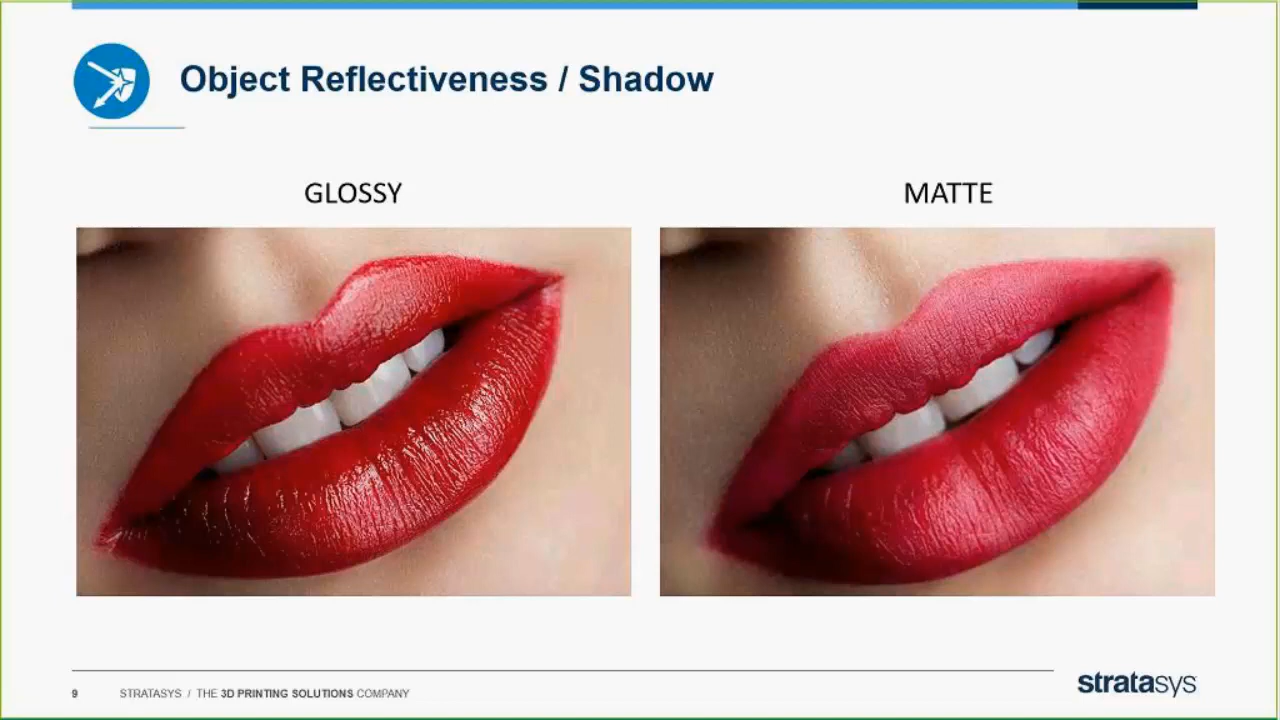 Object Reflectiveness / Shadow
GLOSSY
MATTE
9
STRATASYS / THE 3D PRINTING SOLUTIONS COMPANY
stratasys